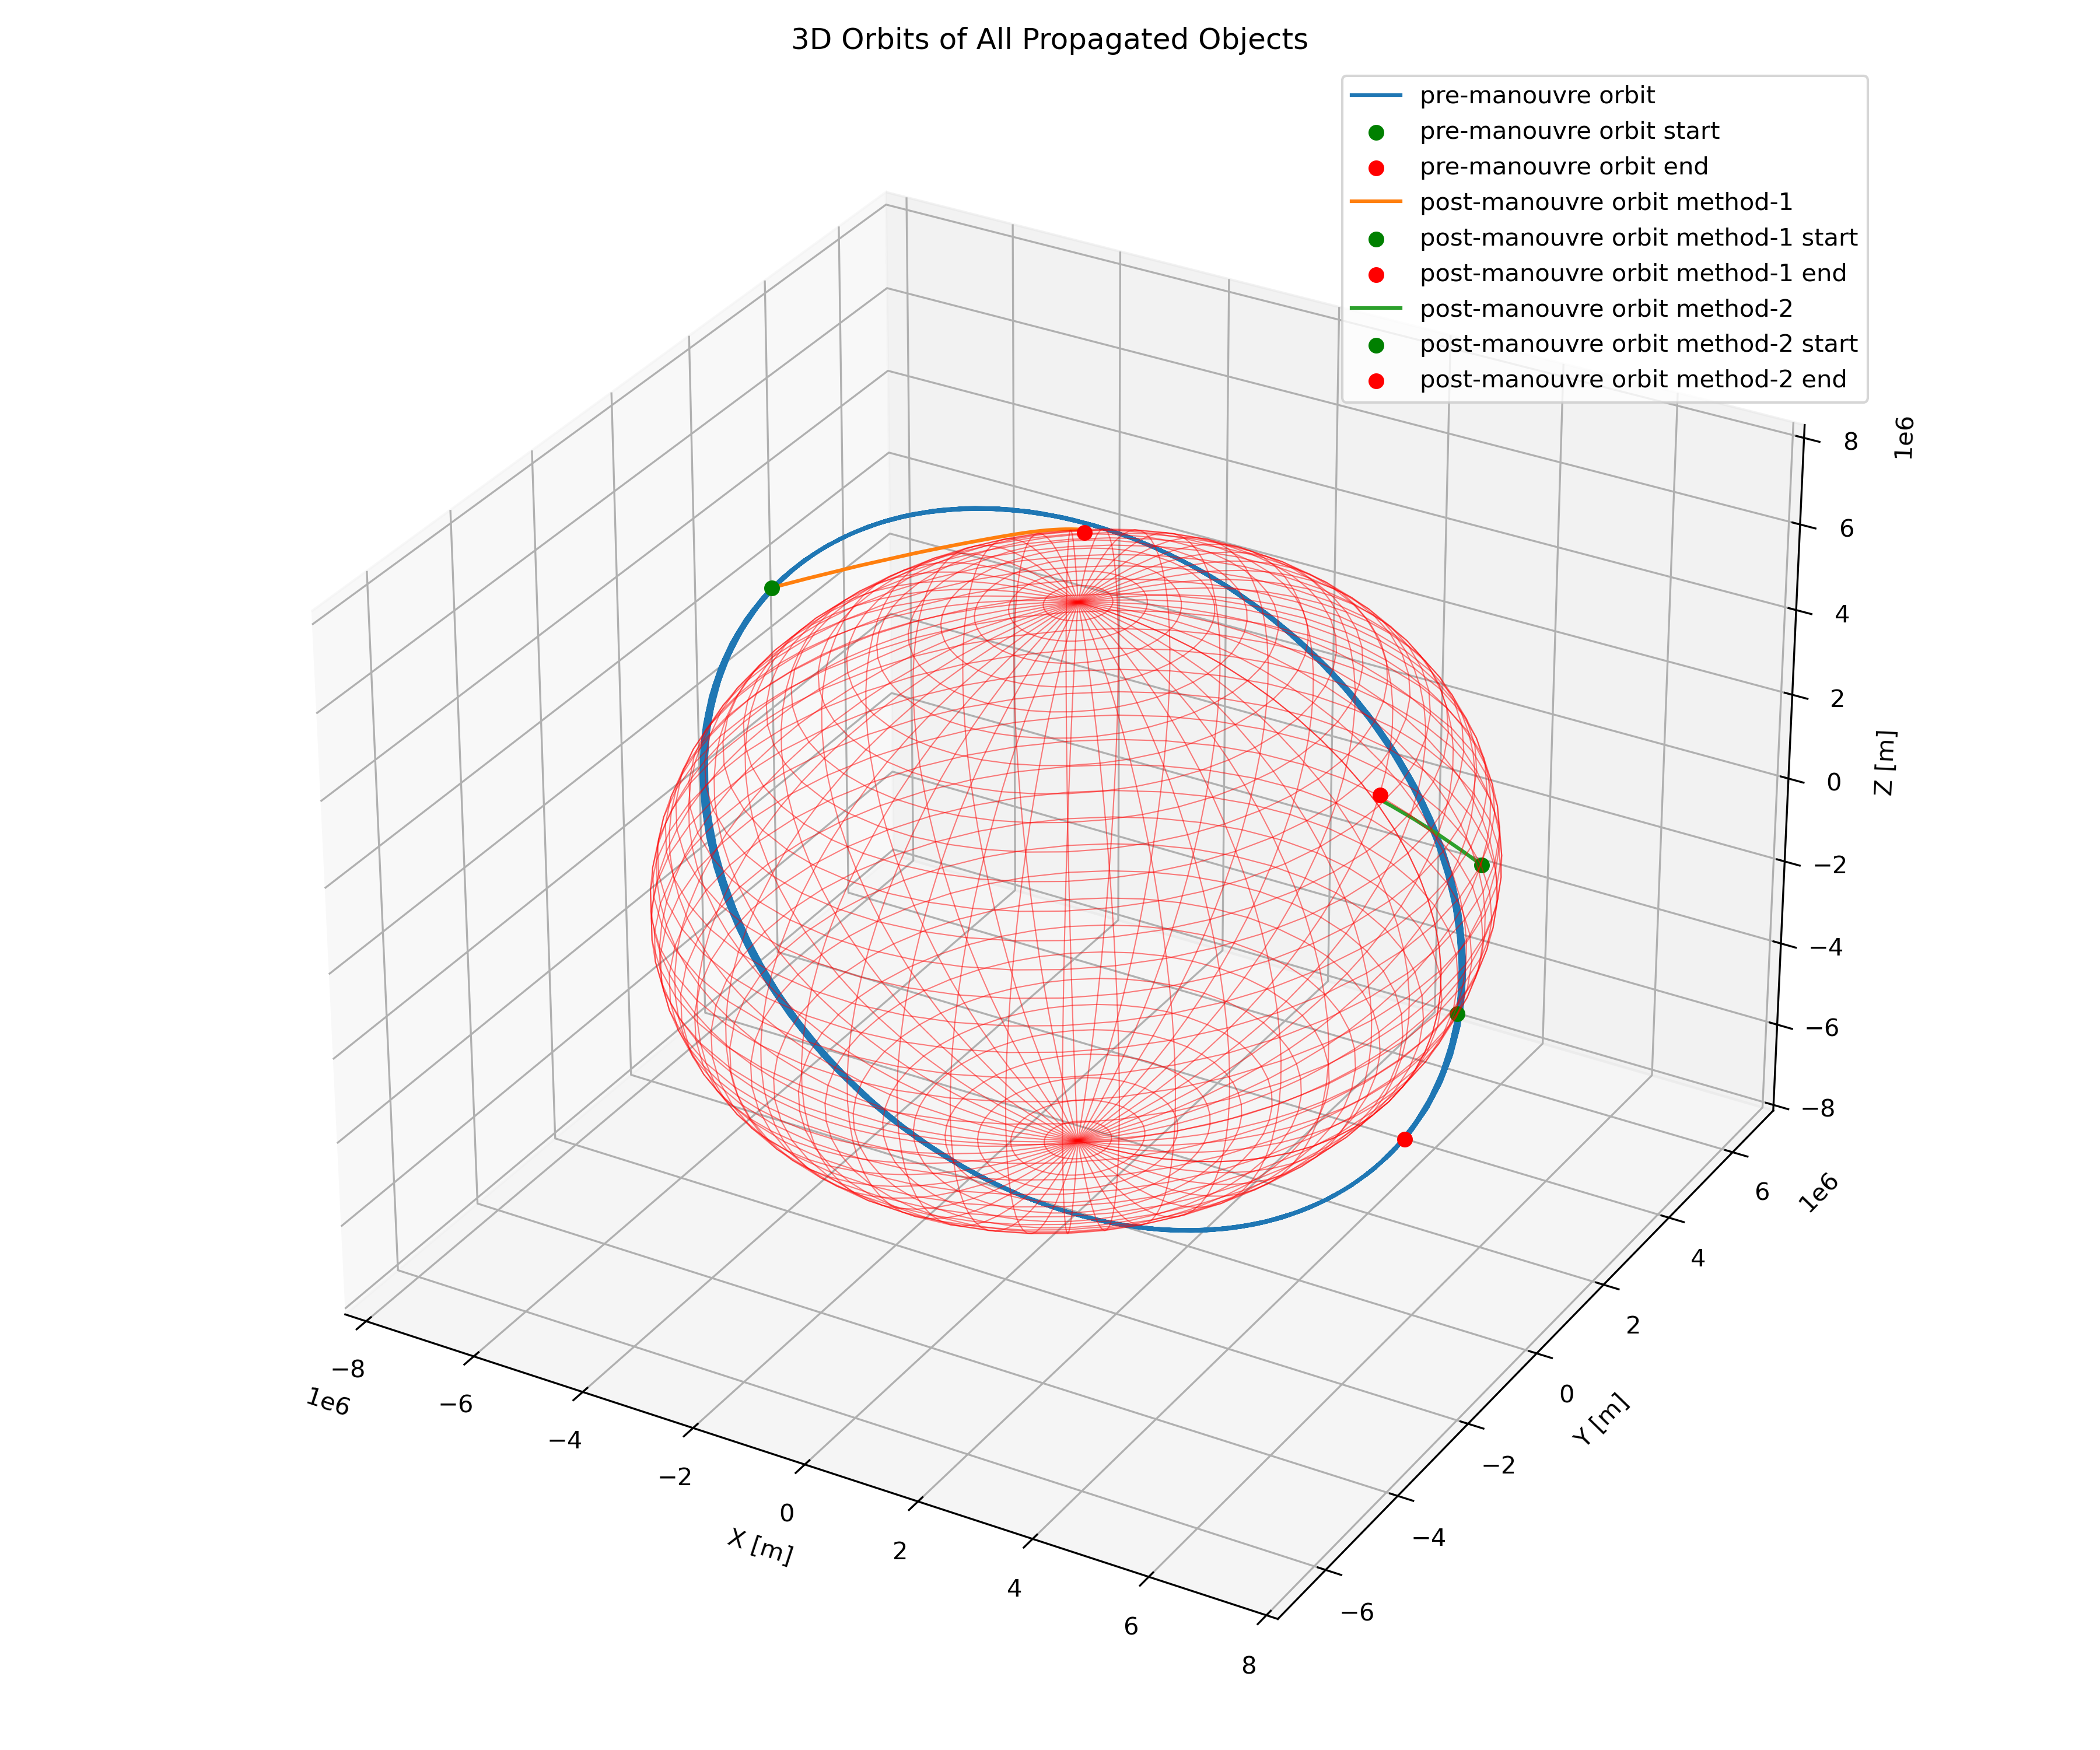 3D Orbits of All Propagated Objects
pre-manouvre orbit
pre-manouvre orbit start
pre-manouvre orbit end
post-manouvre orbit method-1
post-manouvre orbit method-1 start
post-manouvre orbit method-1 end
post-manouvre orbit method-2
post-manouvre orbit method-2 start
post-manouvre orbit method-2 end
8
1e6
6
4
2
0
Z [m]
−2
−4
−6
−8
6
1e6
4
2
0
Y [m]
−2
−4
−6
−8
1e6
−6
−4
−2
0
X [m]
2
4
6
8